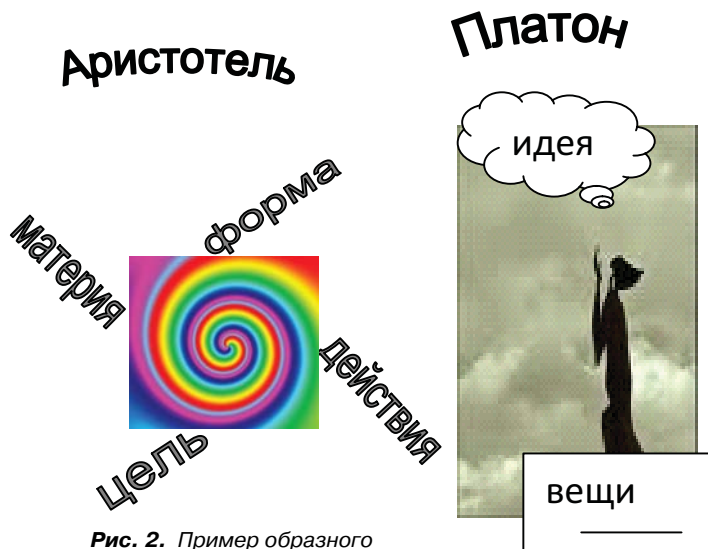 Аристотель
Платон
идея
форма
материя
действия
цель
вещи
Рис. 2. Пример образного